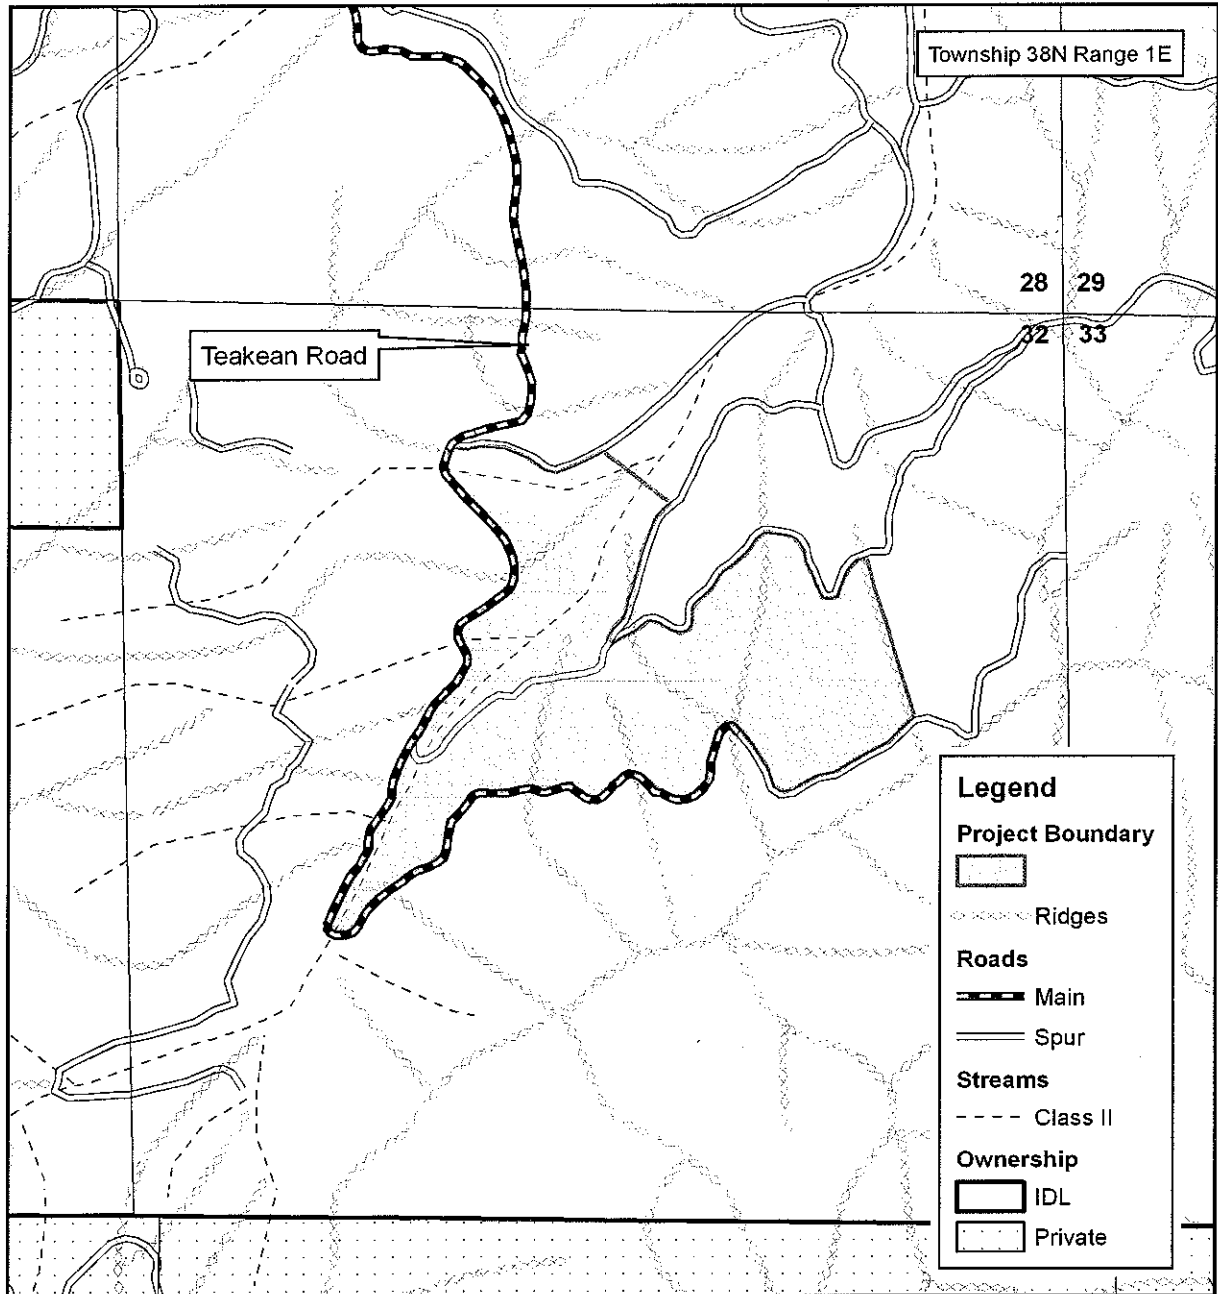 Township 38N Range 1E
28 29
32 33
Teakean Road
Legend
Project Boundary
Ridges
Roads
Main
Spur
Streams
Class II
Ownership
IDL
Private